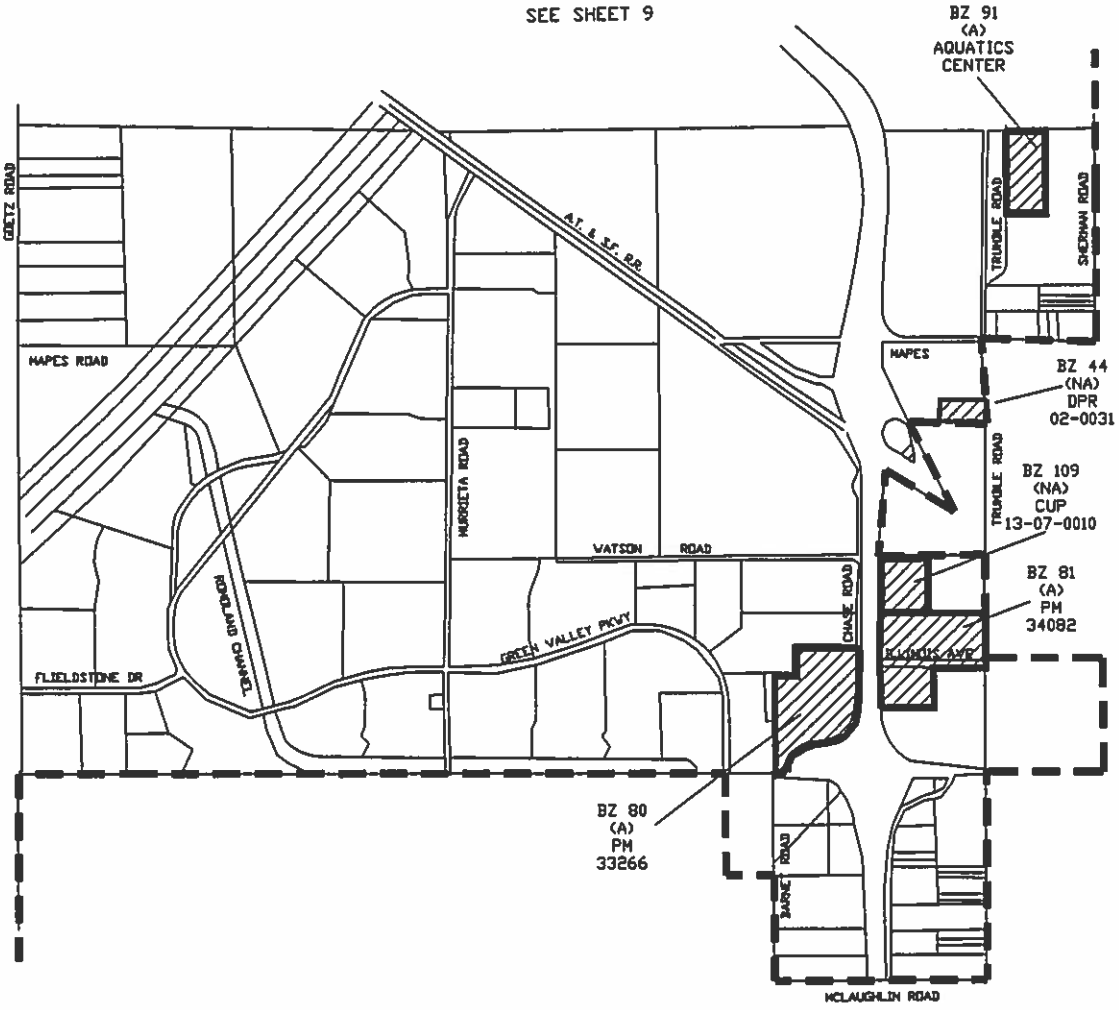 SEE SHEET 9
BZ 91
(A)
AQUATICS
CENTER
GOETZ ROAD
TRUMBLE ROAD
SHERMAN ROAD
A.T. & S.F. R.R.
MAPES ROAD
MAPES
BZ 44
(NA)
DPR
02-0031
MURRIETA ROAD
TRUMBLE ROAD
BZ 109
(NA)
CUP
13-07-0010
WATSON ROAD
BZ 81
(A)
PM
34082
ROMOLAND CHANNEL
CHASE ROAD
GREEN VALLEY PKWY
ILLINOIS AVE
FLIELDSTONE DR
BZ 80
(A)
PM
33266
BARNET ROAD
MCLAUGHLIN ROAD